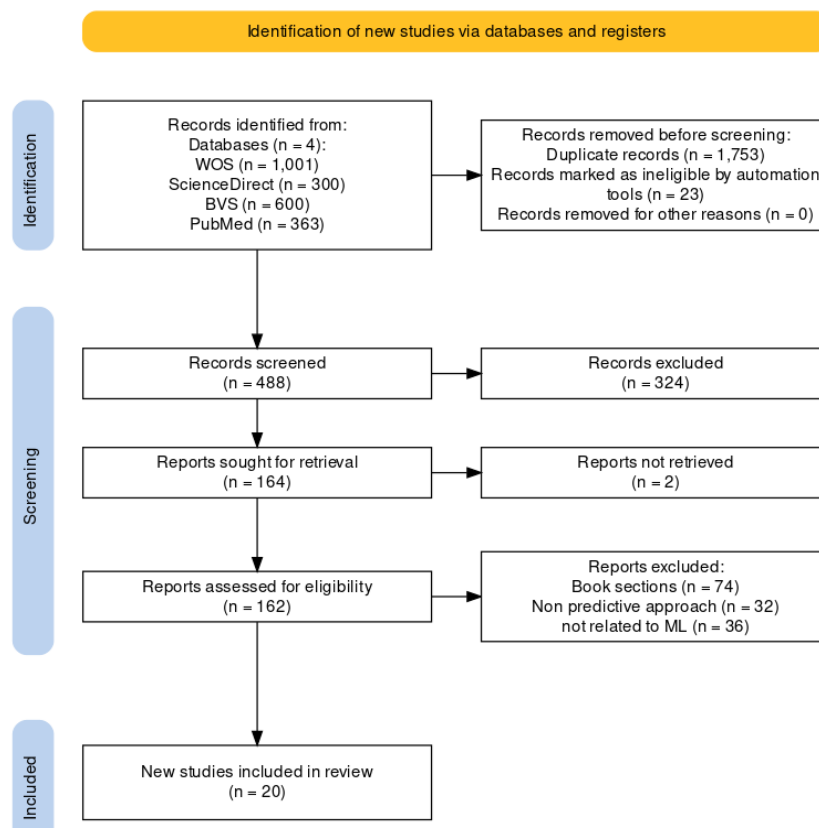 Identification of new studies via databases and registers
Identification
Records identified from:
Databases (n = 4):
WOS (n = 1,001)
ScienceDirect (n = 300)
BVS (n = 600)
PubMed (n = 363)
Records removed before screening:
Duplicate records (n = 1,753)
Records marked as ineligible by automation
tools (n = 23)
Records removed for other reasons (n = 0)
Screening
Records screened
(n = 488)
Records excluded
(n = 324)
Reports sought for retrieval
(n = 164)
Reports not retrieved
(n = 2)
Reports assessed for eligibility
(n = 162)
Reports excluded:
Book sections (n = 74)
Non predictive approach (n = 32)
not related to ML (n = 36)
Included
New studies included in review
(n = 20)